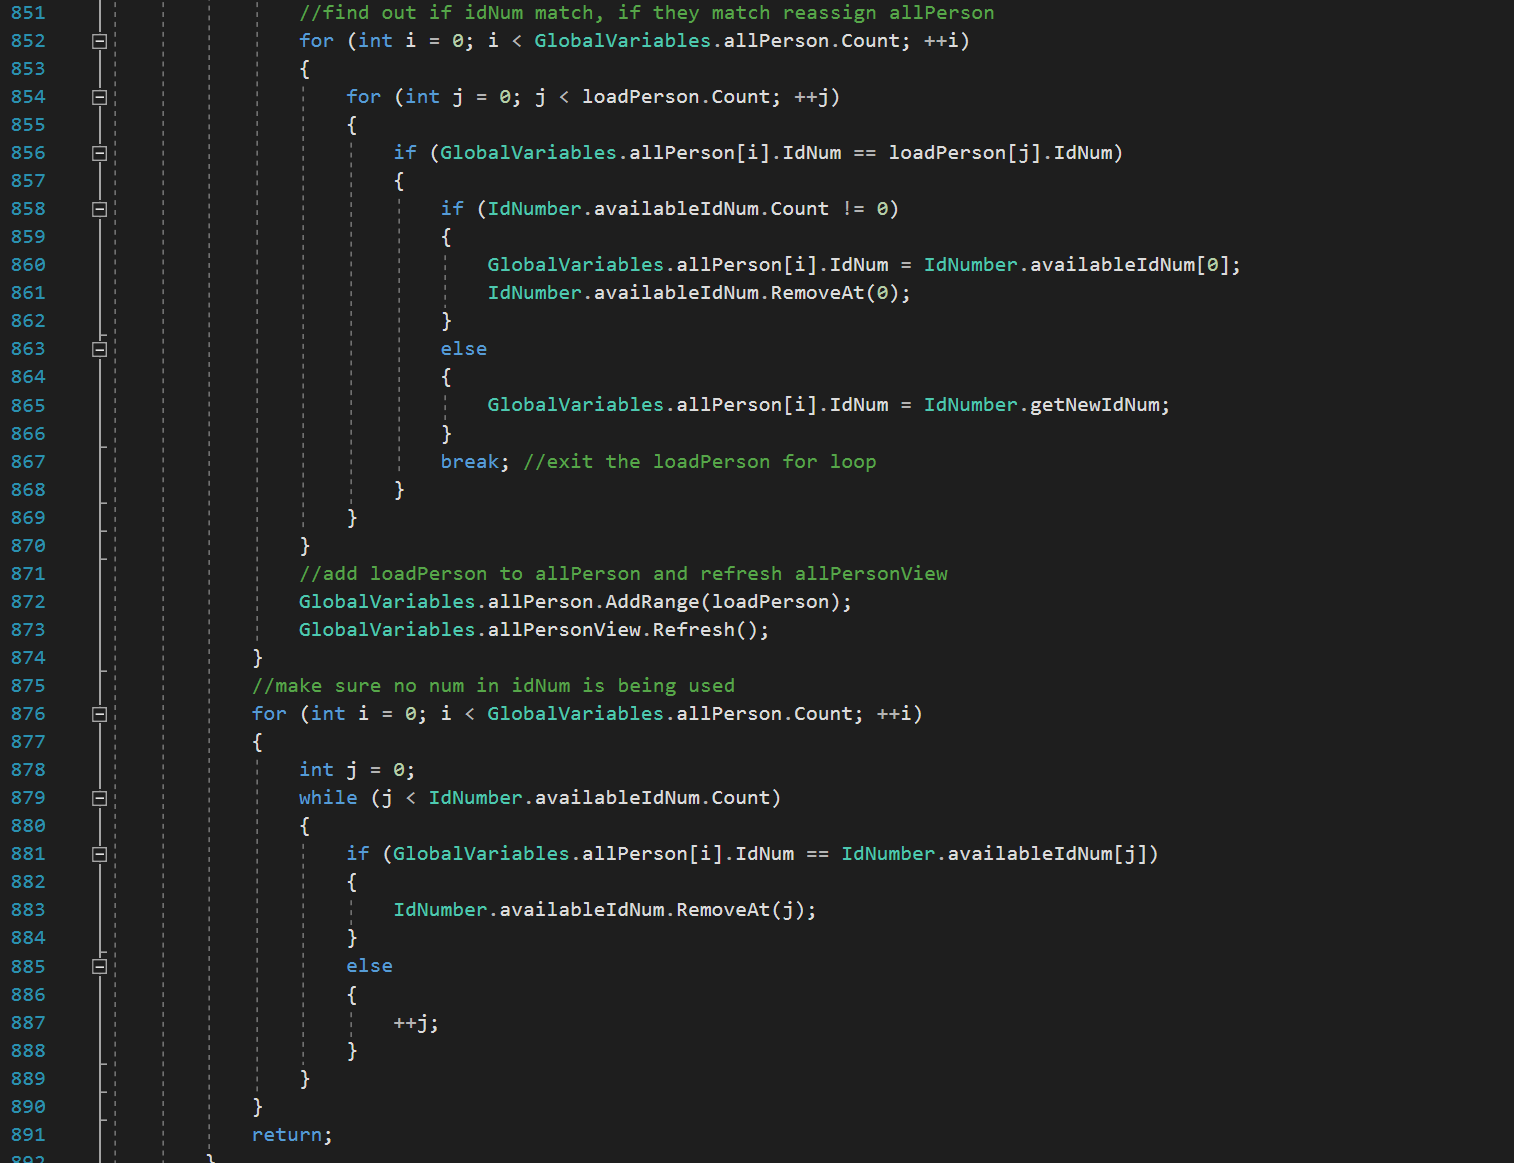 851 //find out if idNum match, if they match reassign allPerson
852 for (int i = 0; i < GlobalVariables.allPerson.Count; ++i)
853 {
854 for (int j = 0; j < loadPerson.Count; ++j)
855 {
856 if (GlobalVariables.allPerson[i].IdNum == loadPerson[j].IdNum)
857 {
858 if (IdNumber.availableIdNum.Count != 0)
859 {
860 GlobalVariables.allPerson[i].IdNum = IdNumber.availableIdNum[0];
861 IdNumber.availableIdNum.RemoveAt(0);
862 }
863 else
864 {
865 GlobalVariables.allPerson[i].IdNum = IdNumber.getNewIdNum;
866 }
867 break; //exit the loadPerson for loop
868 }
869 }
870 }
871 //add loadPerson to allPerson and refresh allPersonView
872 GlobalVariables.allPerson.AddRange(loadPerson);
873 GlobalVariables.allPersonView.Refresh();
874 }
875 //make sure no num in idNum is being used
876 for (int i = 0; i < GlobalVariables.allPerson.Count; ++i)
877 {
878 int j = 0;
879 while (j < IdNumber.availableIdNum.Count)
880 {
881 if (GlobalVariables.allPerson[i].IdNum == IdNumber.availableIdNum[j])
882 {
883 IdNumber.availableIdNum.RemoveAt(j);
884 }
885 else
886 {
887 ++j;
888 }
889 }
890 }
891 return;
892 }